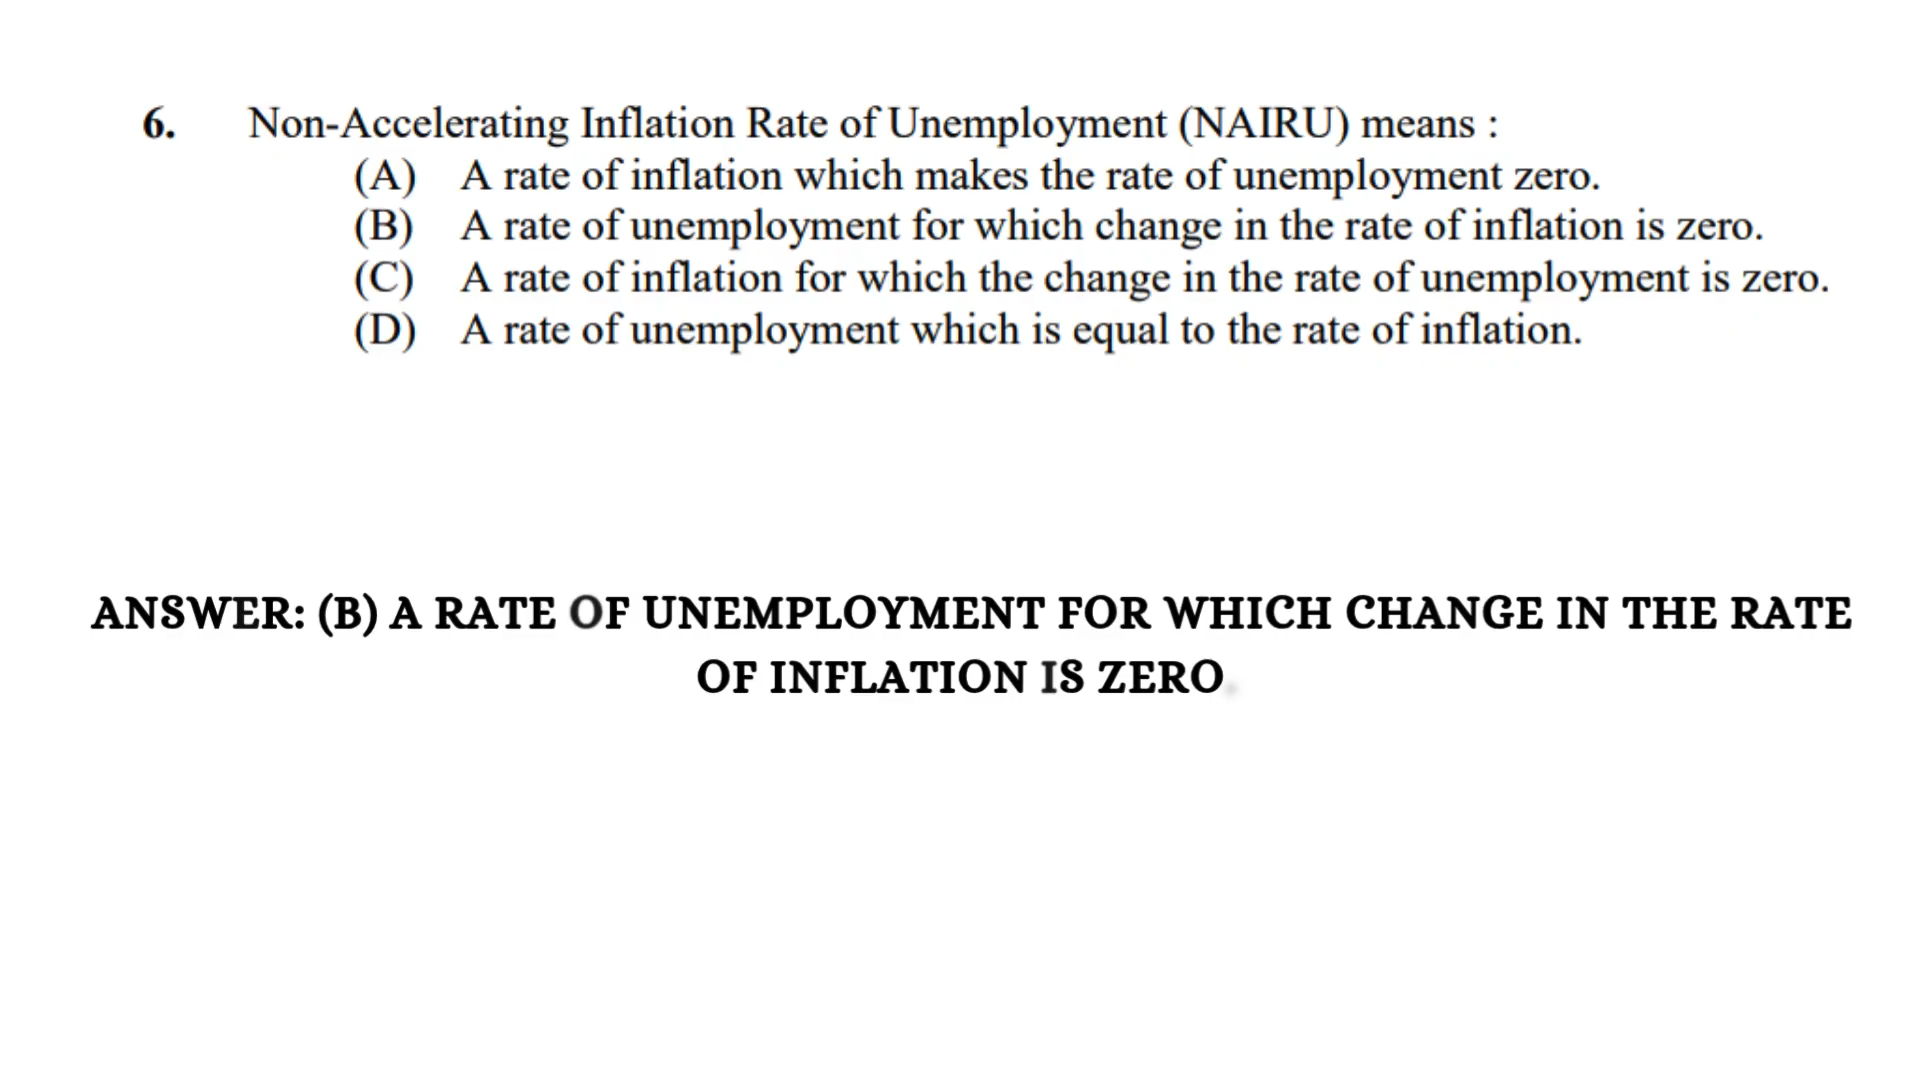 6. Non-Accelerating Inflation Rate of Unemployment (NAIRU) means :
(A) A rate of inflation which makes the rate of unemployment zero.
(B) A rate of unemployment for which change in the rate of inflation is zero.
(C) A rate of inflation for which the change in the rate of unemployment is zero.
(D) A rate of unemployment which is equal to the rate of inflation.
ANSWER: (B) A RATE OF UNEMPLOYMENT FOR WHICH CHANGE IN THE RATE
OF INFLATION IS ZERO.